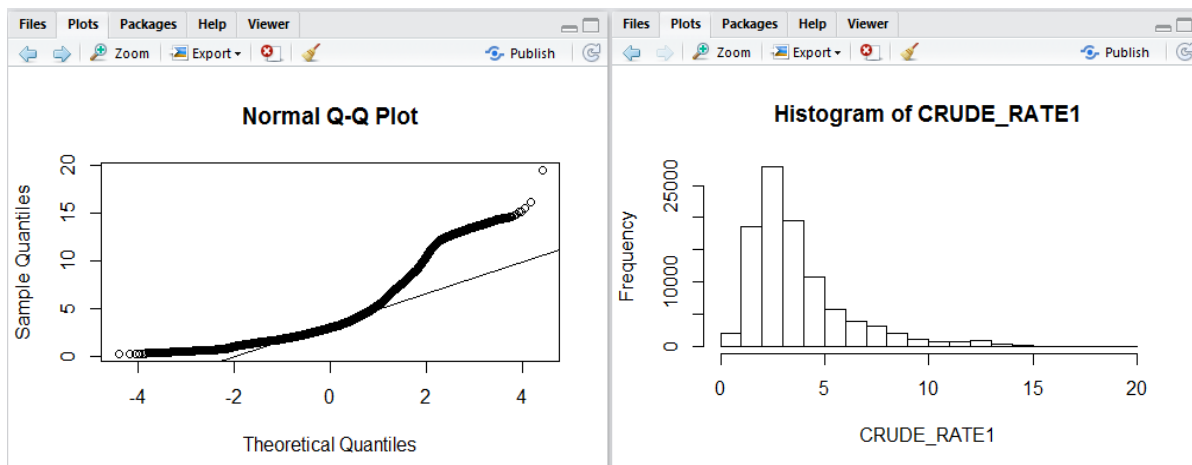 Files Plots Packages Help Viewer
Zoom Export Publish
Normal Q-Q Plot
Sample Quantiles
20
15
10
5
0
-4 -2 0 2 4
Theoretical Quantiles
Files Plots Packages Help Viewer
Zoom Export Publish
Histogram of CRUDE_RATE1
Frequency
25000
10000
0
0 5 10 15 20
CRUDE_RATE1